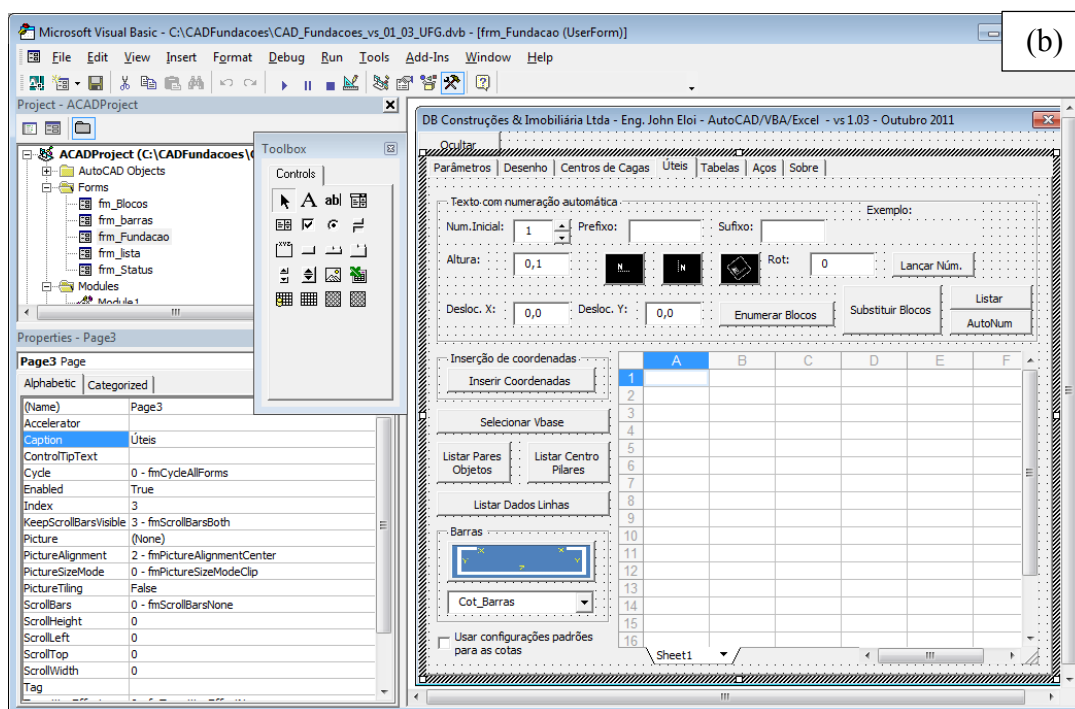 Microsoft Visual Basic - C:\CADFundacoes\CAD_Fundacoes_vs_01_03_UFG.dvb - [frm_Fundacao (UserForm)]
(b)
File Edit View Insert Format Debug Run Tools Add-Ins Window Help
Project - ACADProject
ACADProject (C:\CADFundacoes\
AutoCAD Objects
Forms
fm_Blocos
frm_barras
frm_Fundacao
frm_lista
frm_Status
Modules
Module1
Toolbox
Controls
A ab|
xyz
Properties - Page3
Page3 Page
Alphabetic Categorized
(Name) Page3
Accelerator
Caption Úteis
ControlTipText
Cycle 0 - fmCycleAllForms
Enabled True
Index 3
KeepScrollBarsVisible 3 - fmScrollBarsBoth
Picture (None)
PictureAlignment 2 - fmPictureAlignmentCenter
PictureSizeMode 0 - fmPictureSizeModeClip
PictureTiling False
ScrollBars 0 - fmScrollBarsNone
ScrollHeight 0
ScrollLeft 0
ScrollTop 0
ScrollWidth 0
Tag
DB Construções & Imobiliária Ltda - Eng. John Eloi - AutoCAD/VBA/Excel - vs 1.03 - Outubro 2011
Ocultar
Parâmetros Desenho Centros de Cagas Úteis Tabelas Aços Sobre
Texto com numeração automática
Exemplo:
Num.Inicial: 1 Prefixo: Sufixo:
Altura: 0,1 N... N Rot: 0 Lançar Núm.
Desloc. X: 0,0 Desloc. Y: 0,0 Enumerar Blocos Substituir Blocos Listar
AutoNum
Inserção de coordenadas
Inserir Coordenadas
Selecionar Vbase
Listar Pares Objetos
Listar Centro Pilares
Listar Dados Linhas
Barras
X X
Y Y
Z
Cot_Barras
Usar configurações padrões
para as cotas
A B C D E F
1
2
3
4
5
6
7
8
9
10
11
12
13
14
15
16
Sheet1